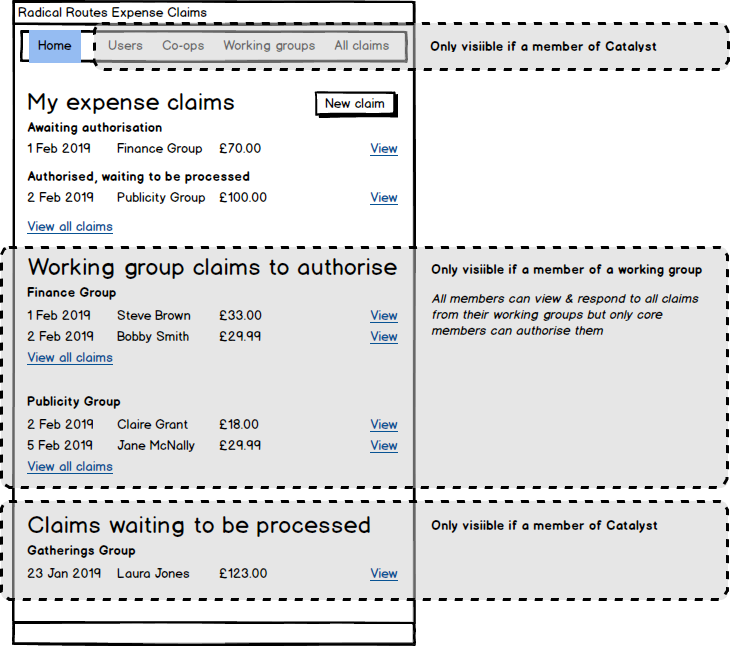 Radical Routes Expense Claims
Home Users Co-ops Working groups All claims
Only visiible if a member of Catalyst
My expense claims New claim
Awaiting authorisation
1 Feb 2019 Finance Group £70.00 View
Authorised, waiting to be processed
2 Feb 2019 Publicity Group £100.00 View
View all claims
Working group claims to authorise
Only visiible if a member of a working group
Finance Group
All members can view & respond to all claims
from their working groups but only core
members can authorise them
1 Feb 2019 Steve Brown £33.00 View
2 Feb 2019 Bobby Smith £29.99 View
View all claims
Publicity Group
2 Feb 2019 Claire Grant £18.00 View
5 Feb 2019 Jane McNally £29.99 View
View all claims
Claims waiting to be processed
Only visiible if a member of Catalyst
Gatherings Group
23 Jan 2019 Laura Jones £123.00 View